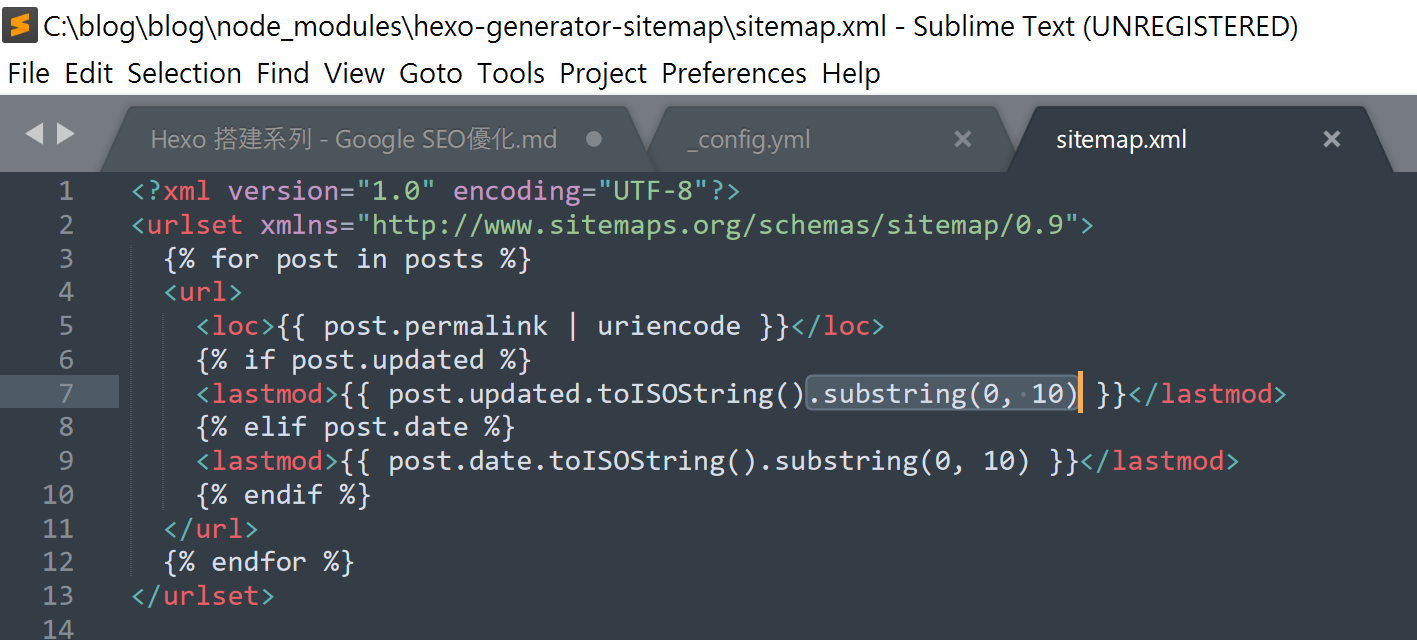 C:\blog\blog\node_modules\hexo-generator-sitemap\sitemap.xml - Sublime Text (UNREGISTERED)
File Edit Selection Find View Goto Tools Project Preferences Help
Hexo 搭建系列 - Google SEO優化.md _config.yml sitemap.xml
1 <?xml version="1.0" encoding="UTF-8"?>
2 <urlset xmlns="http://www.sitemaps.org/schemas/sitemap/0.9">
3 {% for post in posts %}
4 <url>
5 <loc>{{ post.permalink | uriencode }}</loc>
6 {% if post.updated %}
7 <lastmod>{{ post.updated.toISOString().substring(0, 10) }}</lastmod>
8 {% elif post.date %}
9 <lastmod>{{ post.date.toISOString().substring(0, 10) }}</lastmod>
10 {% endif %}
11 </url>
12 {% endfor %}
13 </urlset>
14